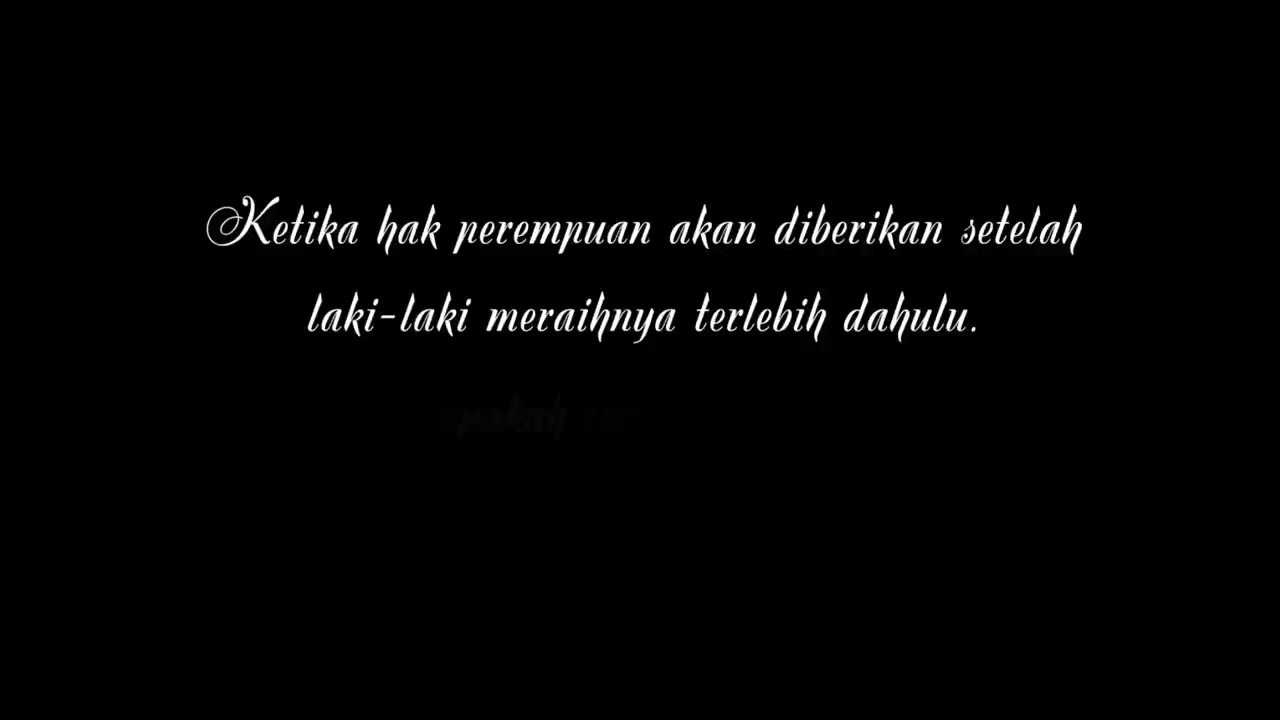 Ketika hak perempuan akan diberikan setelah
laki-laki meraihnya terlebih dahulu.